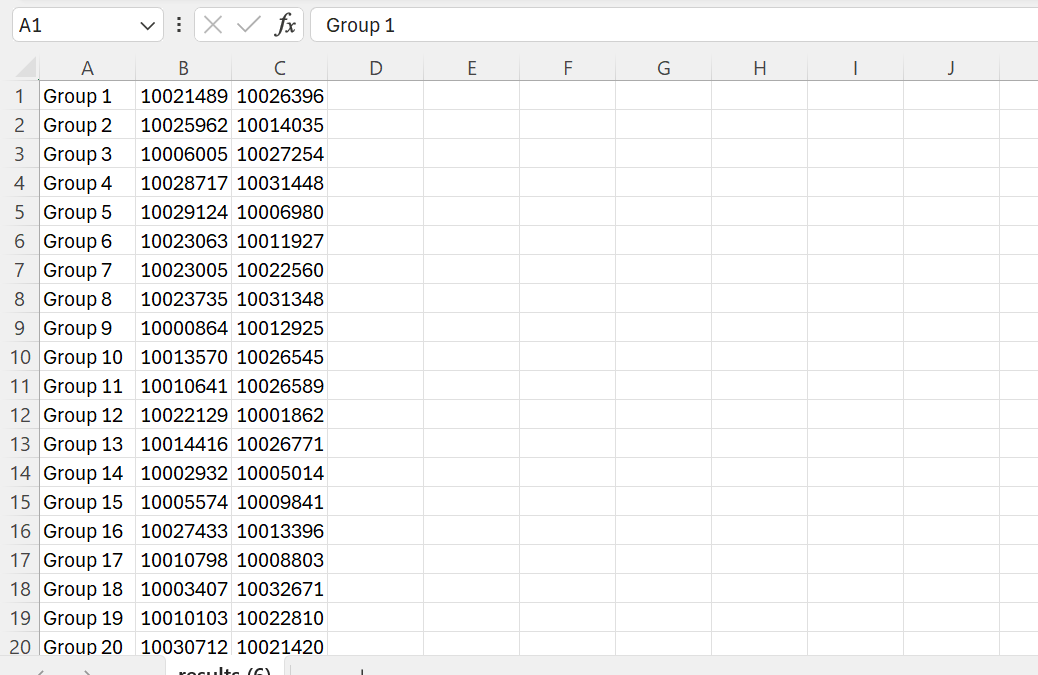 A1 fx Group 1
A B C D E F G H I J
1 Group 1 10021489 10026396
2 Group 2 10025962 10014035
3 Group 3 10006005 10027254
4 Group 4 10028717 10031448
5 Group 5 10029124 10006980
6 Group 6 10023063 10011927
7 Group 7 10023005 10022560
8 Group 8 10023735 10031348
9 Group 9 10000864 10012925
10 Group 10 10013570 10026545
11 Group 11 10010641 10026589
12 Group 12 10022129 10001862
13 Group 13 10014416 10026771
14 Group 14 10002932 10005014
15 Group 15 10005574 10009841
16 Group 16 10027433 10013396
17 Group 17 10010798 10008803
18 Group 18 10003407 10032671
19 Group 19 10010103 10022810
20 Group 20 10030712 10021420
results (6)